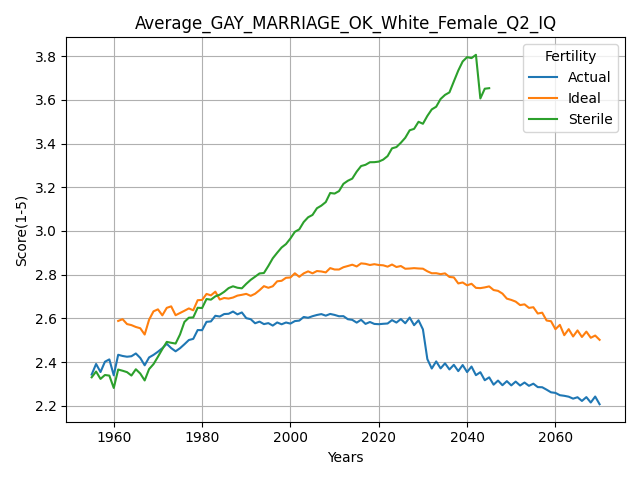 Average_GAY_MARRIAGE_OK_White_Female_Q2_IQ
Fertility
Actual
Ideal
Sterile
Score(1-5)
3.8
3.6
3.4
3.2
3.0
2.8
2.6
2.4
2.2
1960 1980 2000 2020 2040 2060
Years